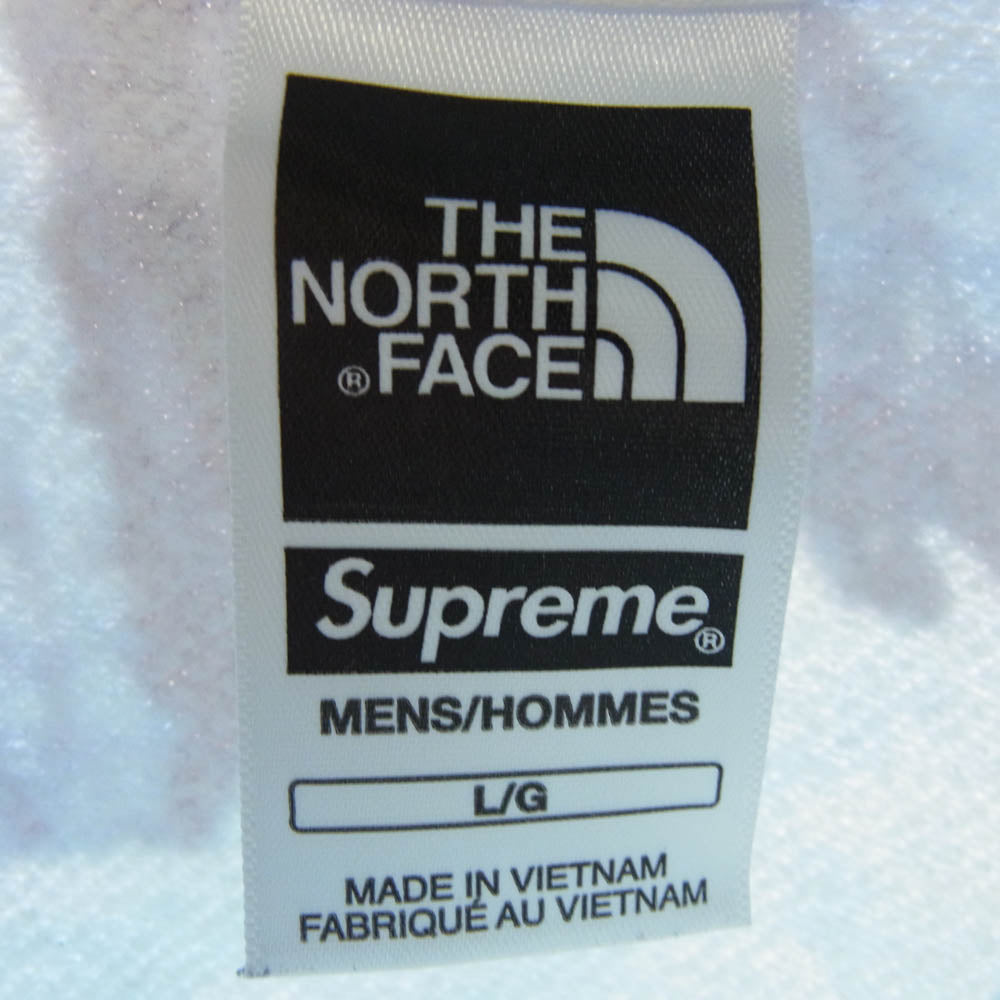 THE
NORTH
® FACE
Supreme®
MENS/HOMMES
L/G
MADE IN VIETNAM
FABRIQUÉ AU VIETNAM